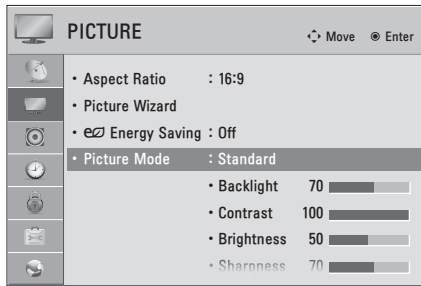 PICTURE Move Enter
• Aspect Ratio : 16:9
• Picture Wizard
• e Energy Saving : Off
• Picture Mode : Standard
• Backlight 70
• Contrast 100
• Brightness 50
• Sharpness 70